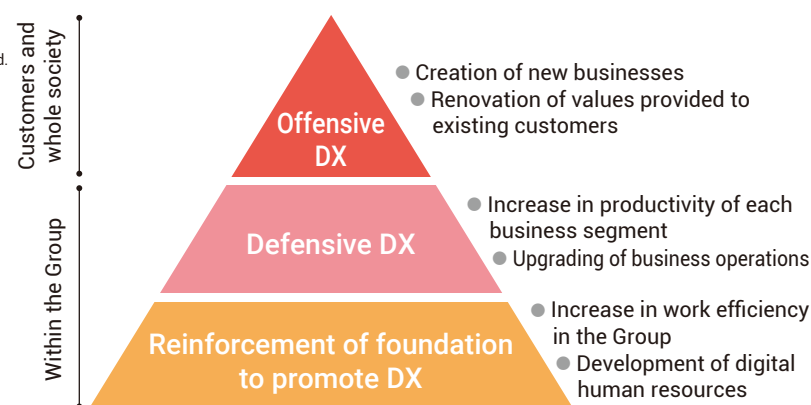 Customers and
whole society
d.
Offensive
DX
Creation of new businesses
Renovation of values provided to
existing customers
Within the Group
Defensive DX
Increase in productivity of each
business segment
Upgrading of business operations
Reinforcement of foundation
to promote DX
Increase in work efficiency
in the Group
Development of digital
human resources